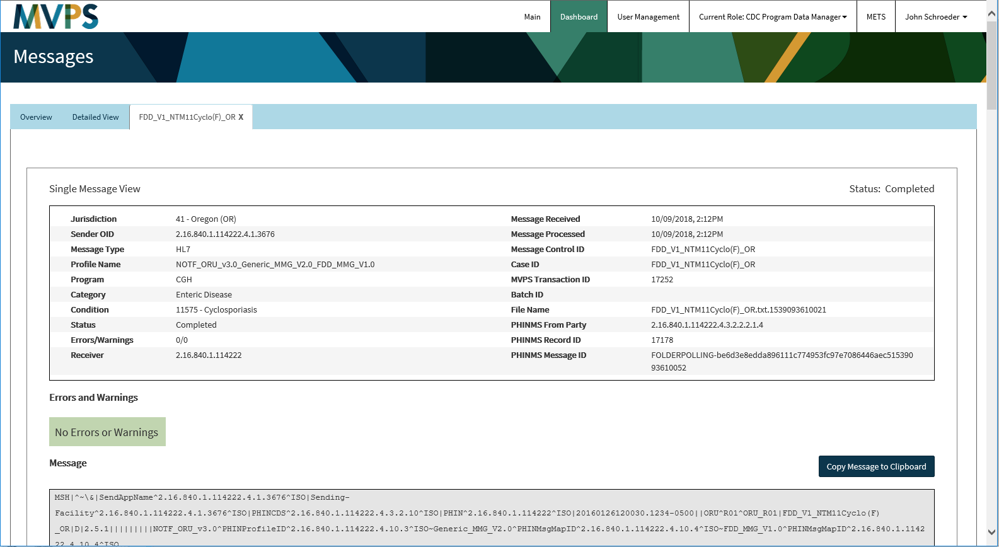 MVPS
Main
Dashboard
User Management
Current Role: CDC Program Data Manager
METS
John Schroeder
Messages
Overview
Detailed View
FDD_V1_NTM11Cyclo(F)_OR X
Single Message View
Status: Completed
Jurisdiction 41 - Oregon (OR)
Sender OID 2.16.840.1.114222.4.1.3676
Message Type HL7
Profile Name NOTF_ORU_v3.0_Generic_MMG_V2.0_FDD_MMG_V1.0
Program CGH
Category Enteric Disease
Condition 11575 - Cyclosporiasis
Status Completed
Errors/Warnings 0/0
Receiver 2.16.840.1.114222
Message Received 10/09/2018, 2:12PM
Message Processed 10/09/2018, 2:12PM
Message Control ID FDD_V1_NTM11Cyclo(F)_OR
Case ID FDD_V1_NTM11Cyclo(F)_OR
MVPS Transaction ID 17252
Batch ID
File Name FDD_V1_NTM11Cyclo(F)_OR.txt.1539093610021
PHINMS From Party 2.16.840.1.114222.4.3.2.2.2.1.4
PHINMS Record ID 17178
PHINMS Message ID FOLDERPOLLING-be6d3e8edda896111c774953fc97e7086446aec515390
93610052
Errors and Warnings
No Errors or Warnings
Message
Copy Message to Clipboard
MSH|^~\&|SendAppName^2.16.840.1.114222.4.1.3676^ISO|Sending-
Facility^2.16.840.1.114222.4.1.3676^ISO|PHINCDS^2.16.840.1.114222.4.3.2.10^ISO|PHIN^2.16.840.1.114222^ISO|20160126120030.1234-0500||ORU^R01^ORU_R01|FDD_V1_NTM11Cyclo(F)
_OR|D|2.5.1|||||||||NOTF_ORU_v3.0^PHINProfileID^2.16.840.1.114222.4.10.3^ISO~Generic_MMG_V2.0^PHINMsgMapID^2.16.840.1.114222.4.10.4^ISO~FDD_MMG_V1.0^PHINMsgMapID^2.16.840.1.1142
22.4.10.4^ISO